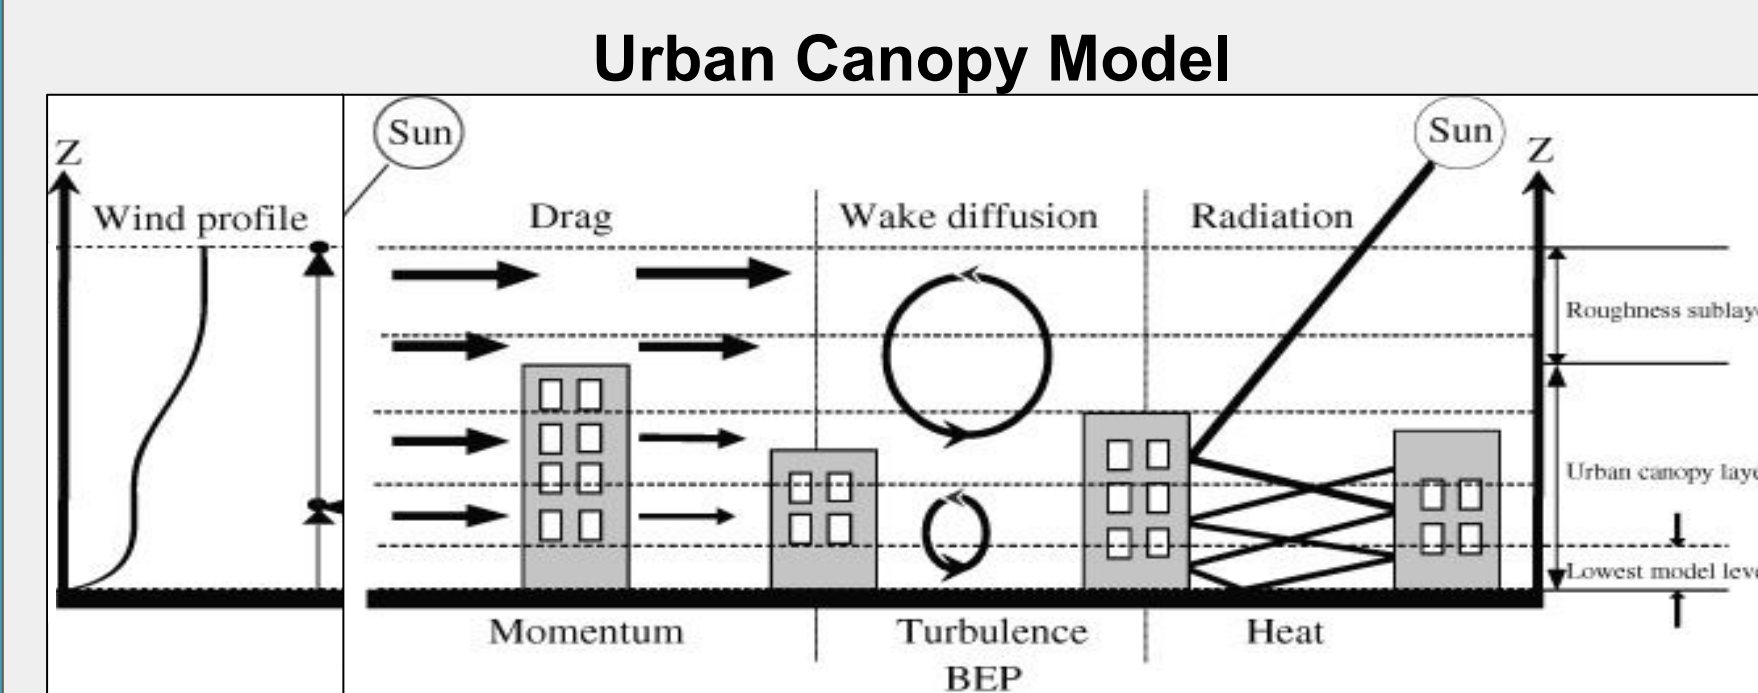 Urban Canopy Model
Sun
Sun
Z
Z
Wind profile
Drag
Wake diffusion
Radiation
Roughness sublaye
Urban canopy laye
Lowest model leve
Momentum
Turbulence
Heat
BEP